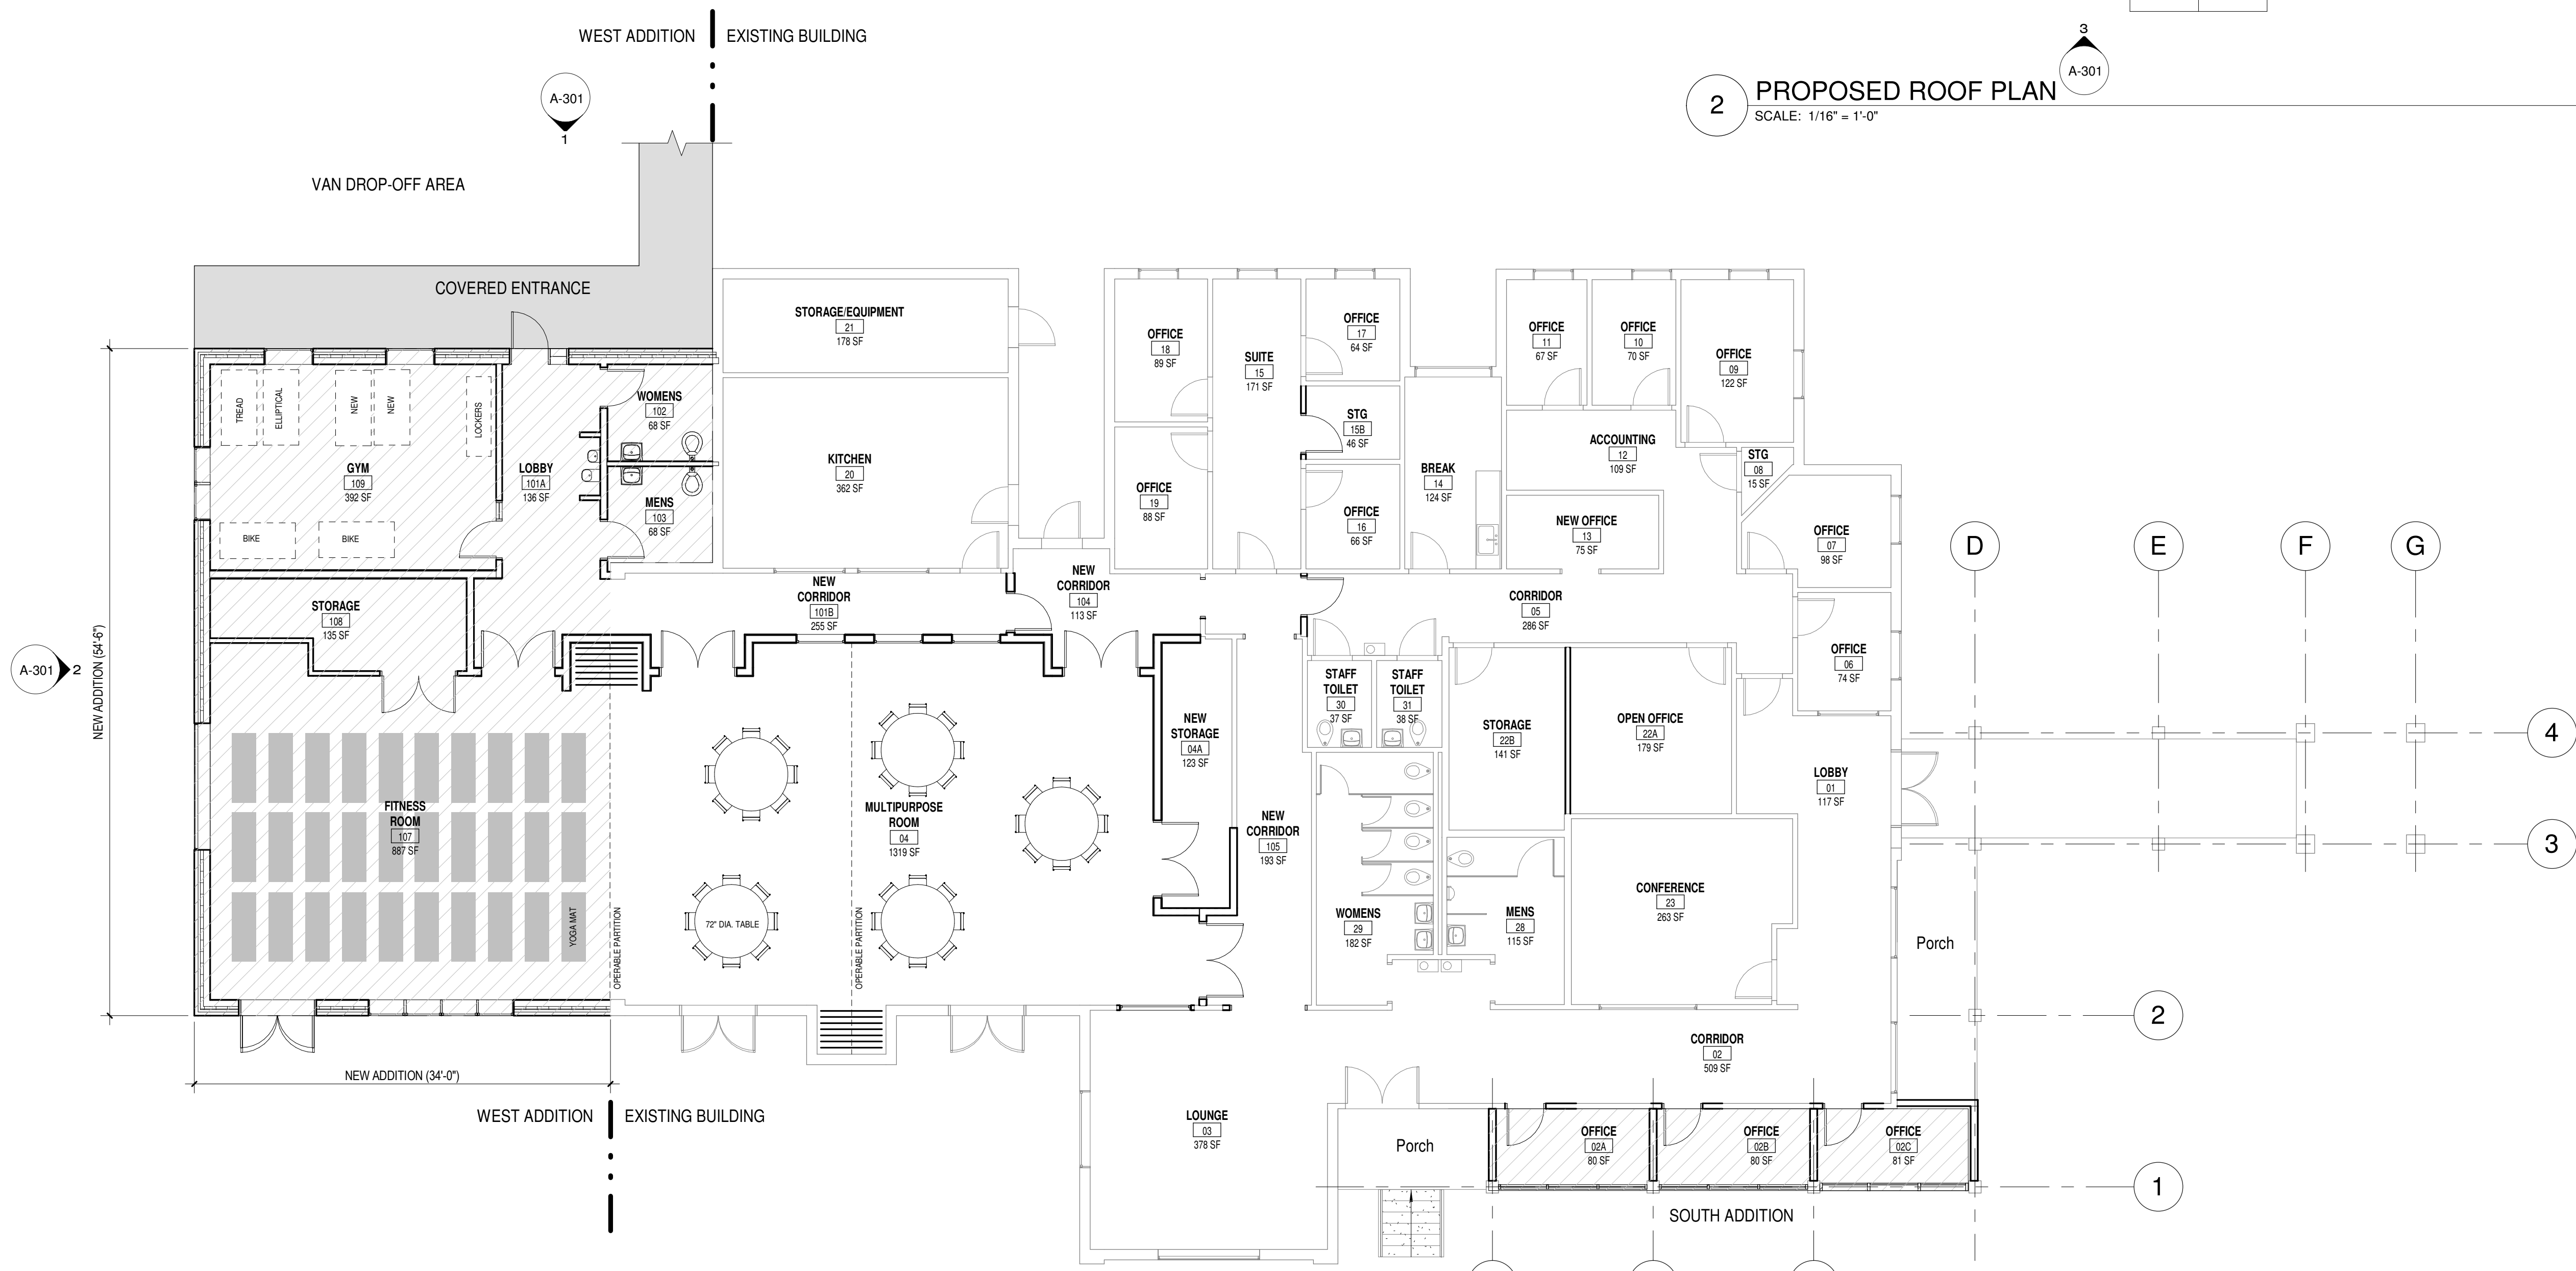 WEST ADDITION
EXISTING BUILDING
3
A-301
A-301
1
2
PROPOSED ROOF PLAN
SCALE: 1/16" = 1'-0"
VAN DROP-OFF AREA
COVERED ENTRANCE
STORAGE/EQUIPMENT
21
178 SF
OFFICE
18
89 SF
SUITE
15
171 SF
OFFICE
17
64 SF
OFFICE
11
67 SF
OFFICE
10
70 SF
OFFICE
09
122 SF
TREAD
ELLIPTICAL
NEW
NEW
LOCKERS
WOMENS
102
68 SF
STG
15B
46 SF
ACCOUNTING
12
109 SF
STG
08
15 SF
GYM
109
392 SF
LOBBY
101A
136 SF
KITCHEN
20
362 SF
BREAK
14
124 SF
MENS
103
68 SF
OFFICE
19
88 SF
OFFICE
16
66 SF
NEW OFFICE
13
75 SF
OFFICE
07
98 SF
D
E
F
G
BIKE
BIKE
NEW
CORRIDOR
101B
255 SF
NEW
CORRIDOR
104
113 SF
CORRIDOR
05
286 SF
STORAGE
108
135 SF
OFFICE
06
74 SF
A-301
2
NEW ADDITION (54'-6")
STAFF
TOILET
30
37 SF
STAFF
TOILET
31
38 SF
NEW
STORAGE
04A
123 SF
STORAGE
22B
141 SF
OPEN OFFICE
22A
179 SF
4
LOBBY
01
117 SF
FITNESS
ROOM
107
887 SF
MULTIPURPOSE
ROOM
04
1319 SF
NEW
CORRIDOR
105
193 SF
3
CONFERENCE
23
263 SF
YOGA MAT
OPERABLE PARTITION
72" DIA. TABLE
OPERABLE PARTITION
WOMENS
29
182 SF
MENS
28
115 SF
Porch
2
CORRIDOR
02
509 SF
NEW ADDITION (34'-0")
WEST ADDITION
EXISTING BUILDING
LOUNGE
03
378 SF
Porch
OFFICE
02A
80 SF
OFFICE
02B
80 SF
OFFICE
02C
81 SF
1
SOUTH ADDITION